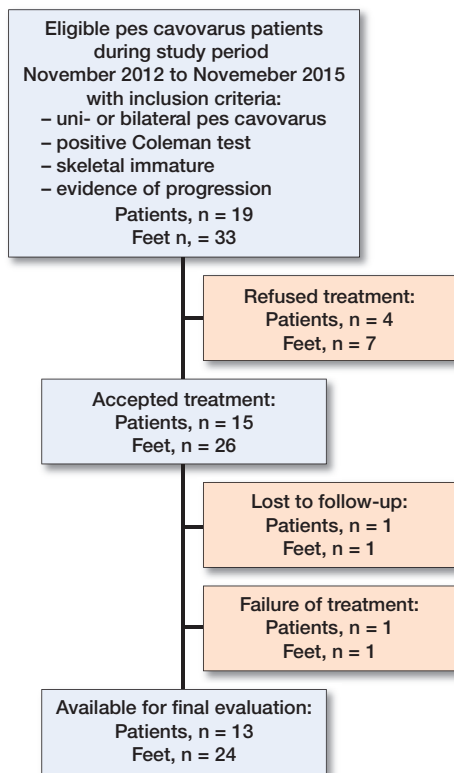 Eligible pes cavovarus patients
during study period
November 2012 to Novemeber 2015
with inclusion criteria:
– uni- or bilateral pes cavovarus
– positive Coleman test
– skeletal immature
– evidence of progression
Patients, n = 19
Feet n, = 33
Refused treatment:
Patients, n = 4
Feet, n = 7
Accepted treatment:
Patients, n = 15
Feet, n = 26
Lost to follow-up:
Patients, n = 1
Feet, n = 1
Failure of treatment:
Patients, n = 1
Feet, n = 1
Available for final evaluation:
Patients, n = 13
Feet, n = 24